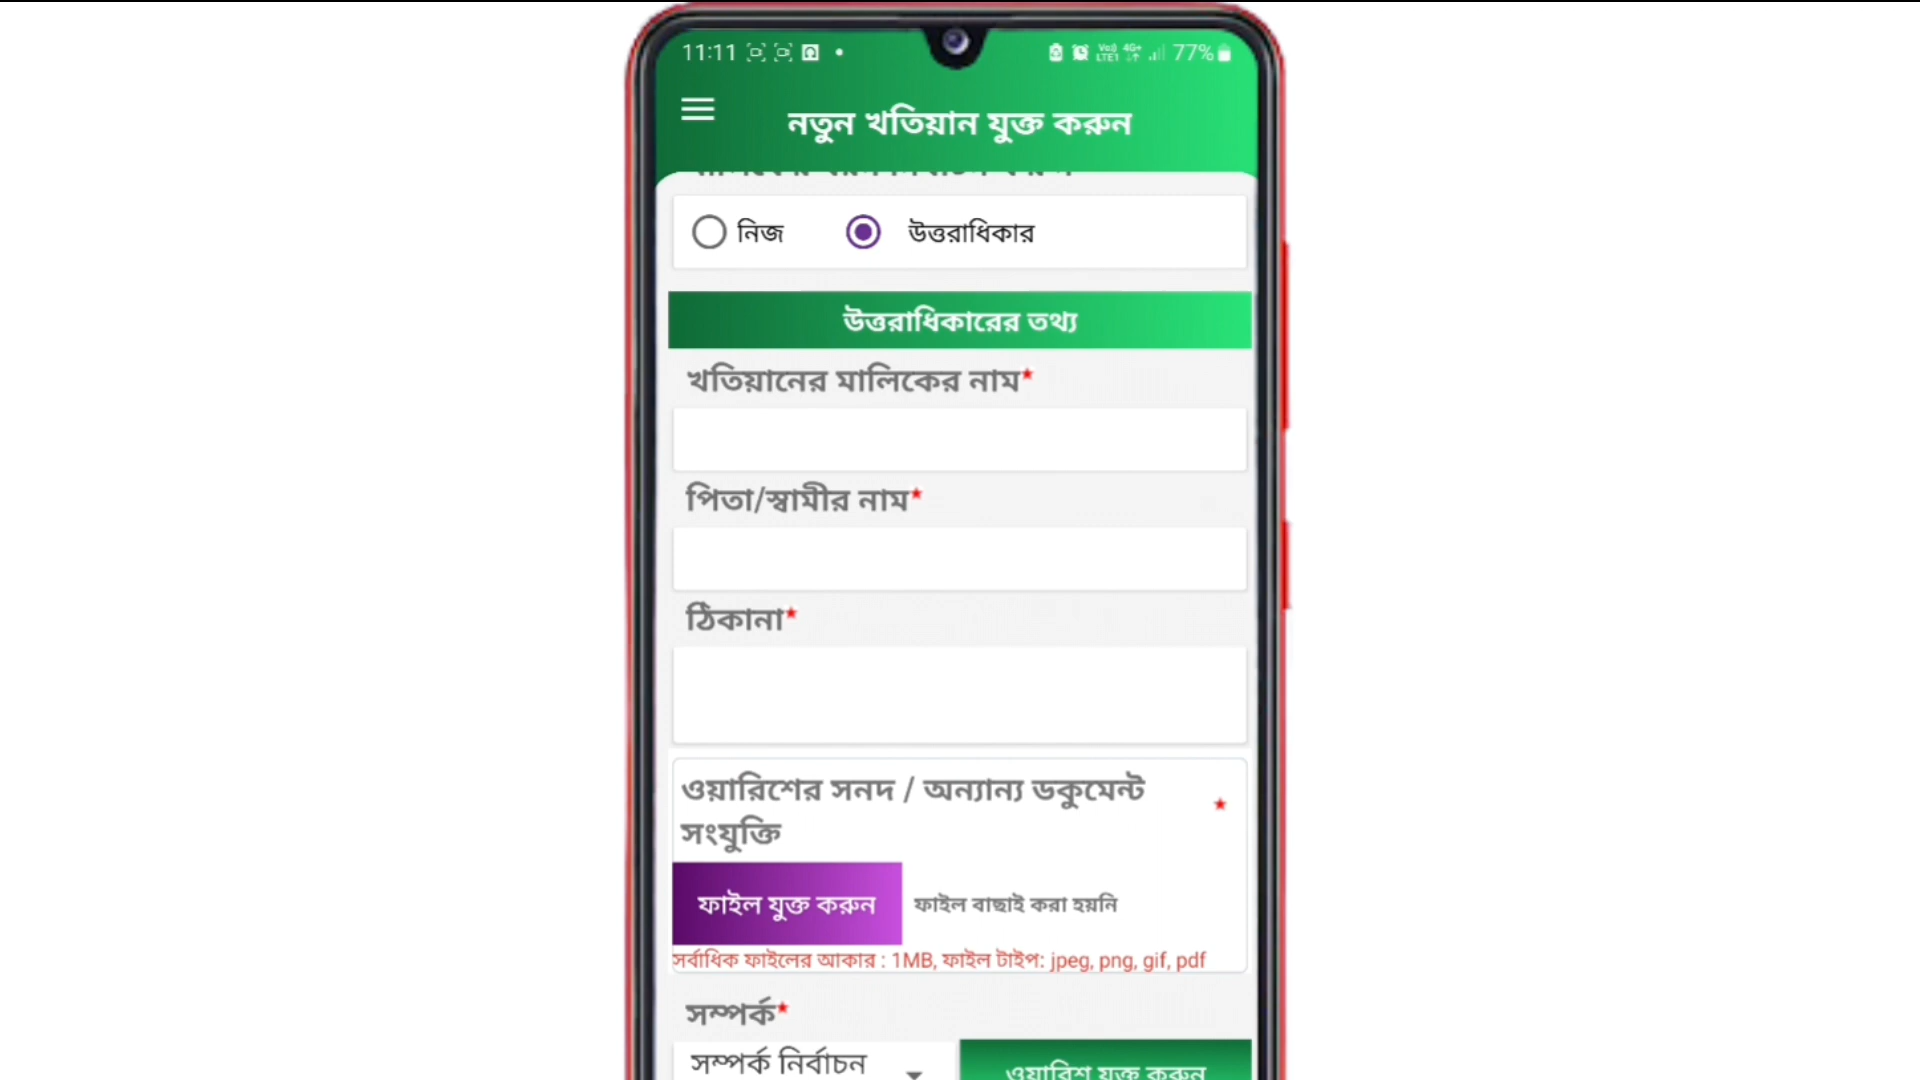 11:11 77%
নতুন খতিয়ান যুক্ত করুন
নিজ উত্তরাধিকার
উত্তরাধিকারের তথ্য
খতিয়ানের মালিকের নাম*
পিতা/স্বামীর নাম*
ঠিকানা*
ওয়ারিশের সনদ / অন্যান্য ডকুমেন্ট *
সংযুক্তি
ফাইল যুক্ত করুন ফাইল বাছাই করা হয়নি
সর্বাধিক ফাইলের আকার : 1MB, ফাইল টাইপ: jpeg, png, gif, pdf
সম্পর্ক*
সম্পর্ক নির্বাচন
ওয়ারিশ যুক্ত করুন